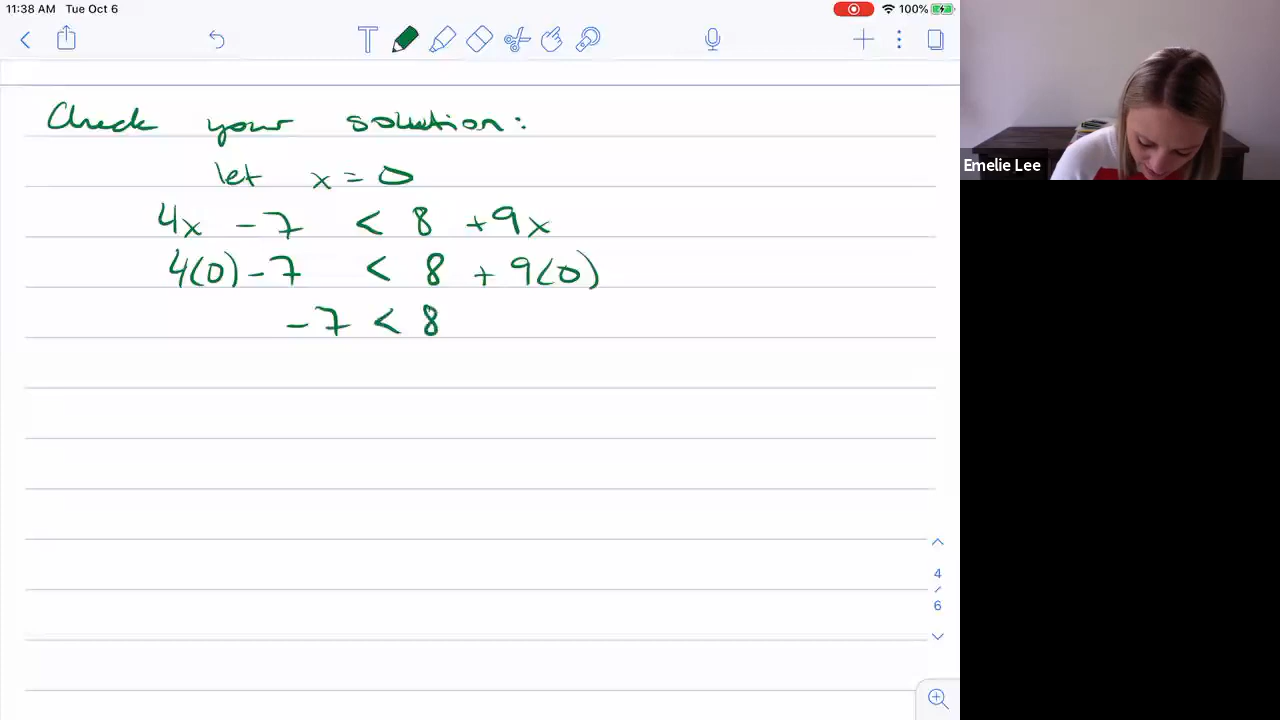 11:38 AM Tue Oct 6
100%
T
Check your solution:
let x = 0
4x - 7 < 8 + 9x
4(0) - 7 < 8 + 9(0)
-7 < 8
Emelie Lee
4
/
6